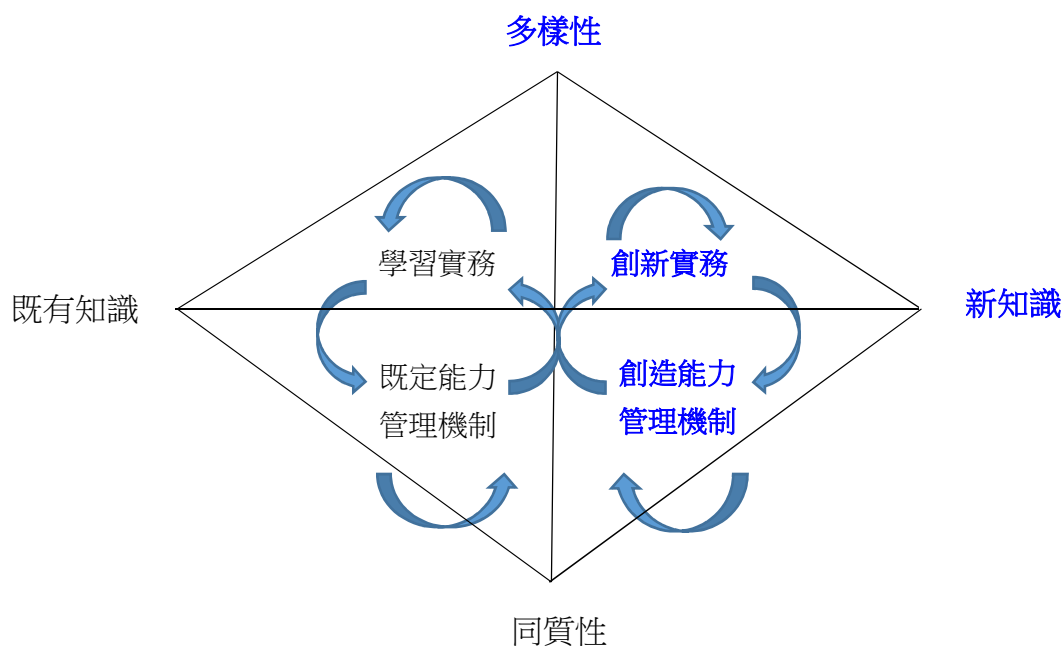 多樣性
學習實務
創新實務
既有知識
新知識
既定能力
管理機制
創造能力
管理機制
同質性